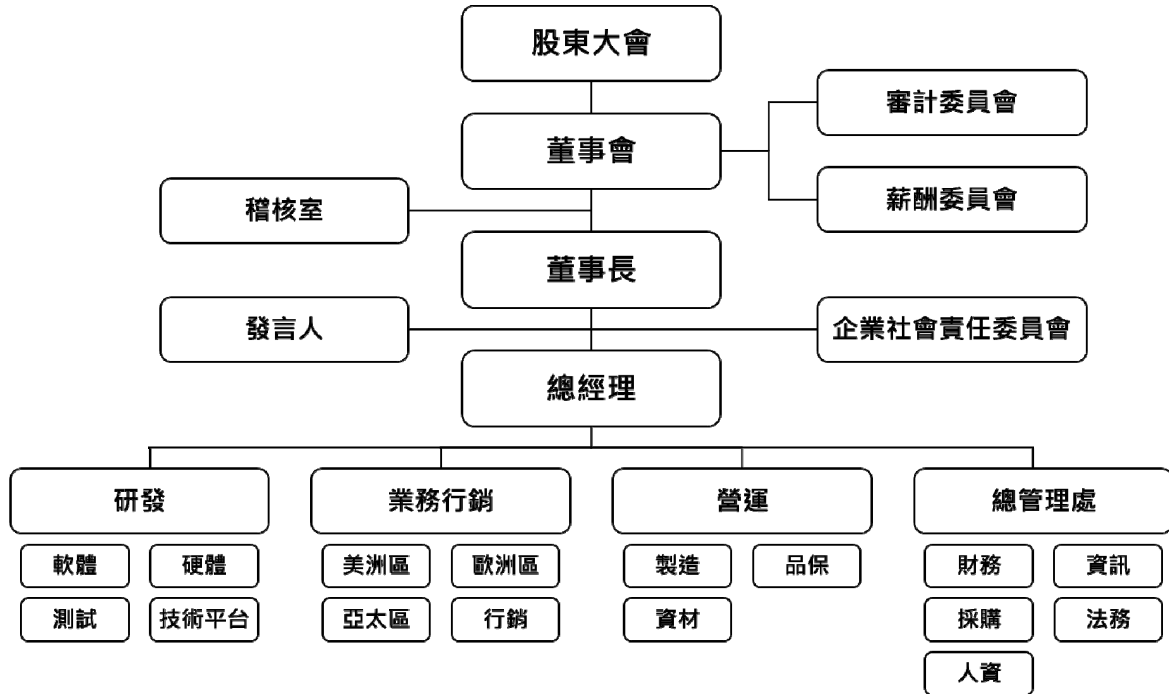 股東大會
審計委員會
董事會
薪酬委員會
稽核室
董事長
發言人
企業社會責任委員會
總經理
研發
業務行銷
營運
總管理處
軟體
硬體
美洲區
歐洲區
製造
品保
財務
資訊
測試
技術平台
亞太區
行銷
資材
採購
法務
人資